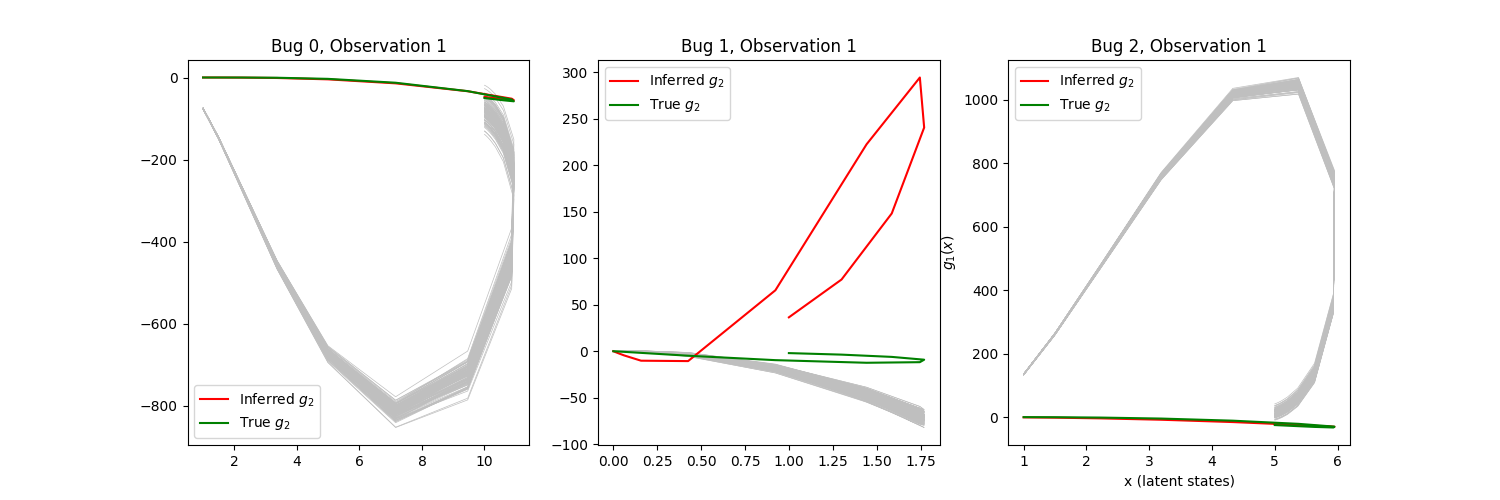 Bug 0, Observation 1
0
−200
−400
−600
−800
2 4 6 8 10
Inferred g₂
True g₂
Bug 1, Observation 1
300
250
200
150
100
50
0
−50
−100
0.00 0.25 0.50 0.75 1.00 1.25 1.50 1.75
Inferred g₂
True g₂
Bug 2, Observation 1
g₁(x)
1000
800
600
400
200
0
1 2 3 4 5 6
x (latent states)
Inferred g₂
True g₂